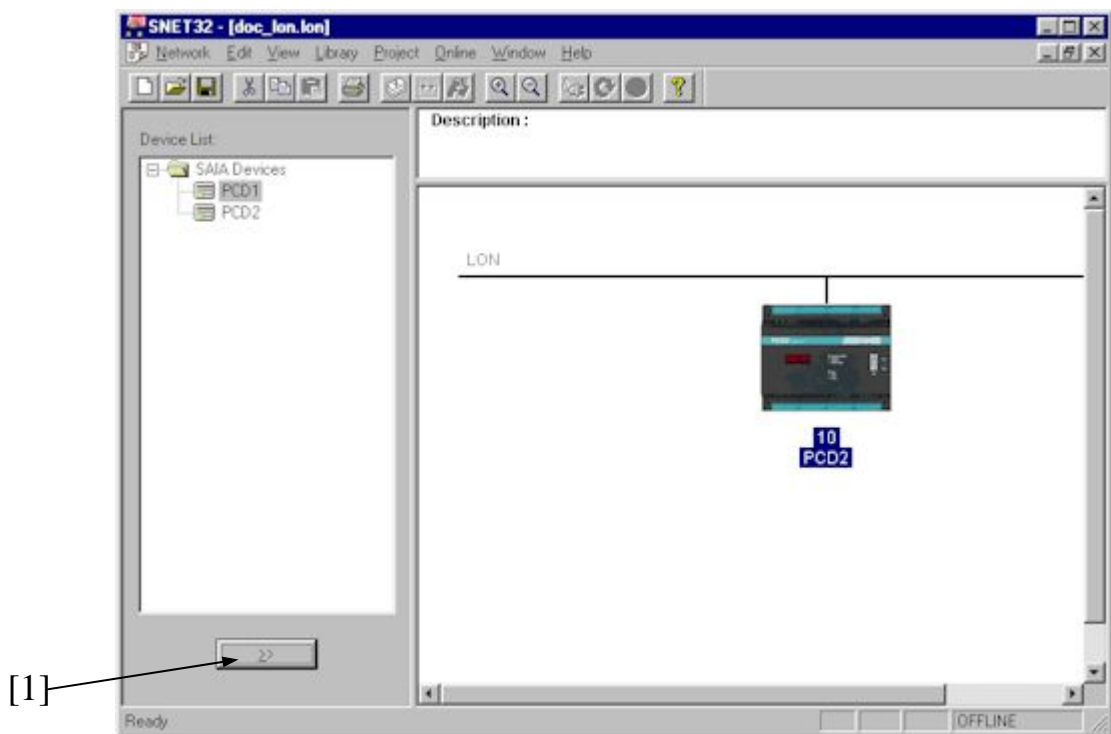 SNET32 - [doc_lon.lon]
Network Edit View Library Project Online Window Help
Description :
Device List:
SAIA Devices
PCD1
PCD2
LON
10
PCD2
>>
[1]
Ready
OFFLINE